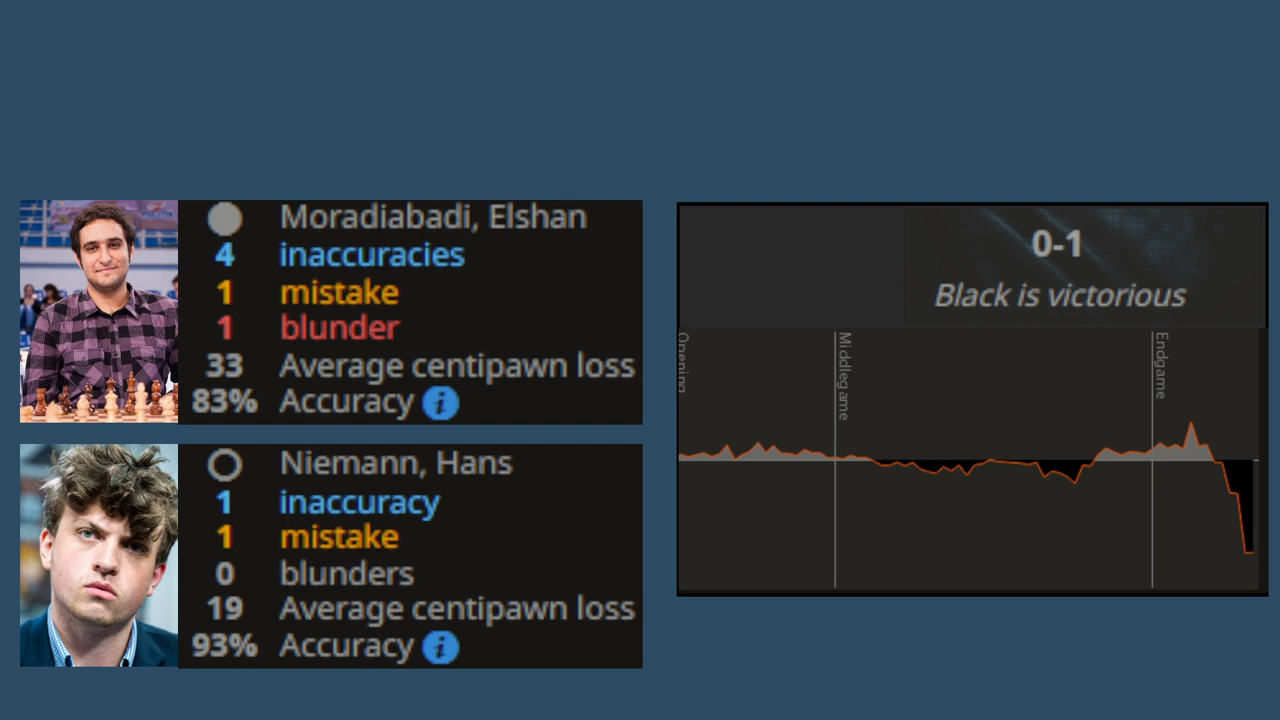 Moradiabadi, Elshan
4 inaccuracies
1 mistake
1 blunder
33 Average centipawn loss
83% Accuracy i
Niemann, Hans
1 inaccuracy
1 mistake
0 blunders
19 Average centipawn loss
93% Accuracy i
0-1
Black is victorious
Opening
Middlegame
Endgame